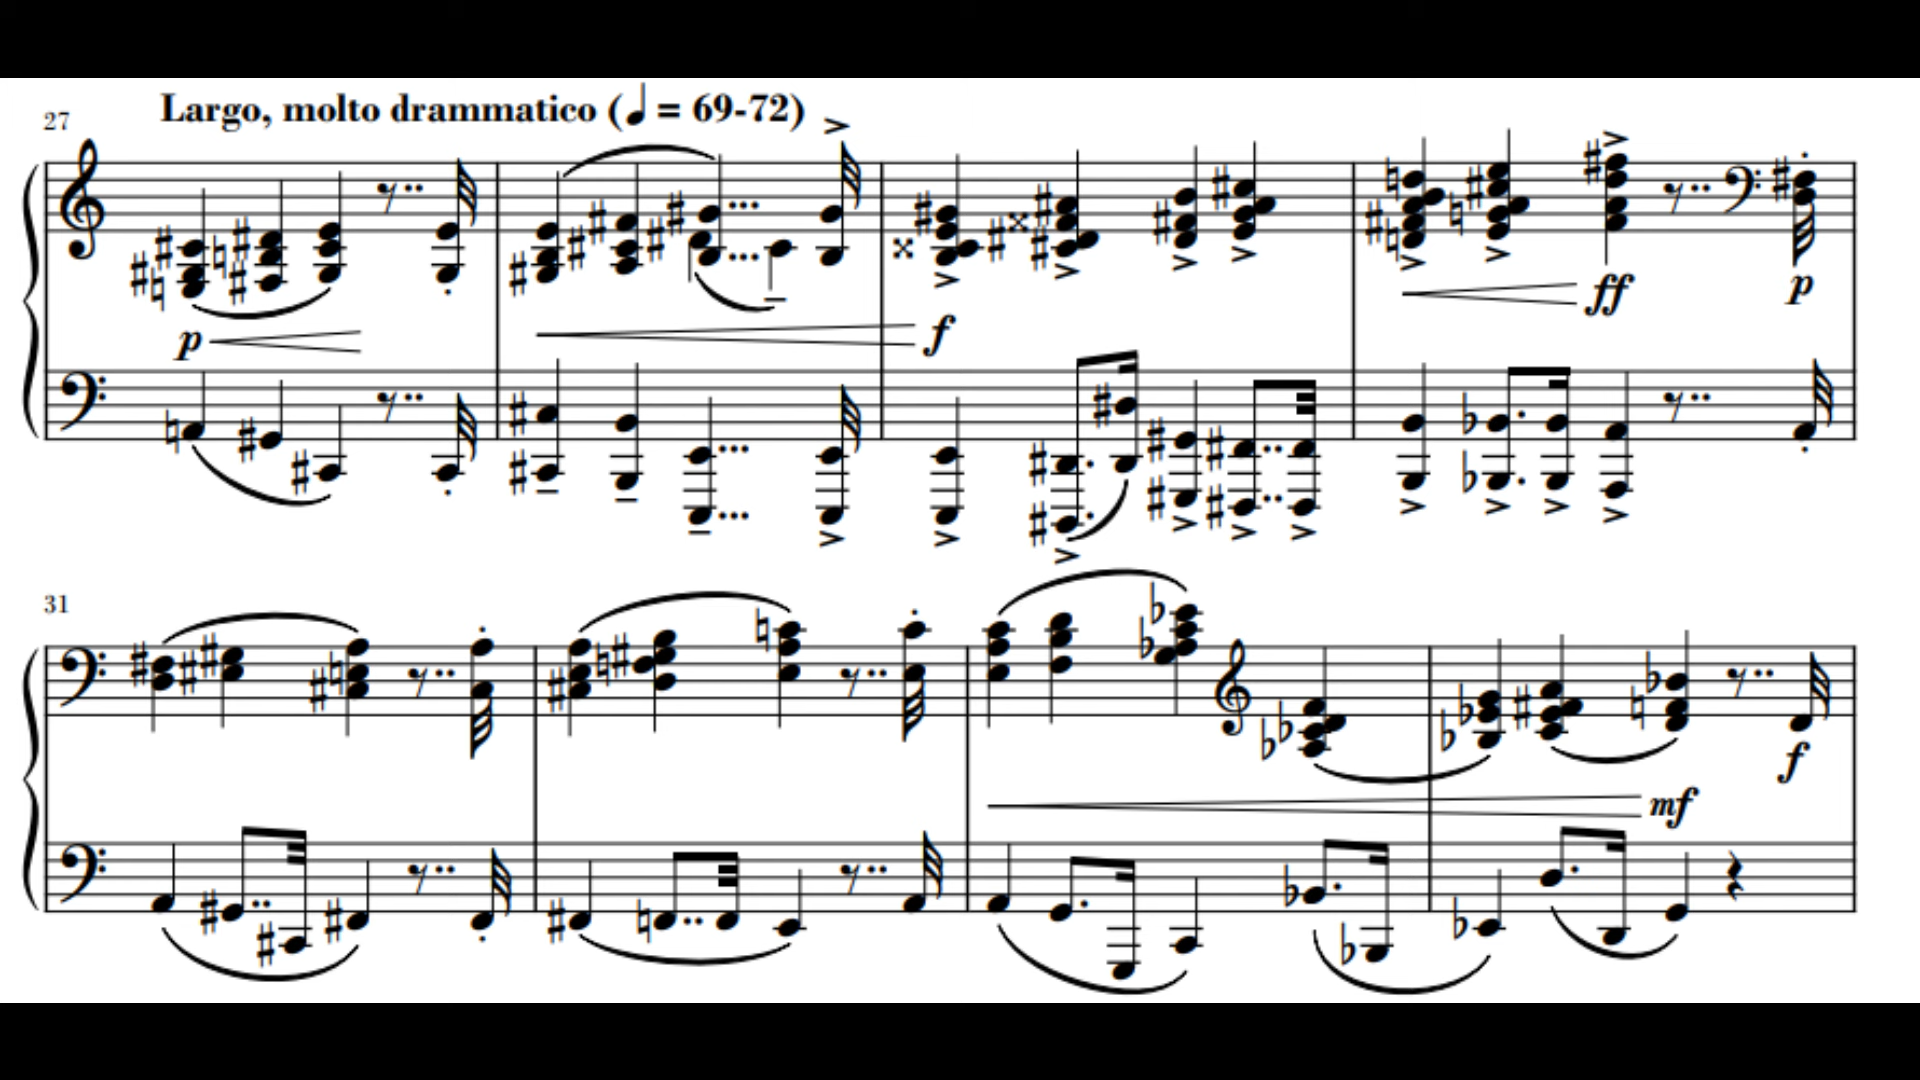 27
Largo, molto drammatico (♩ = 69-72)
p f ff p
31
mf f